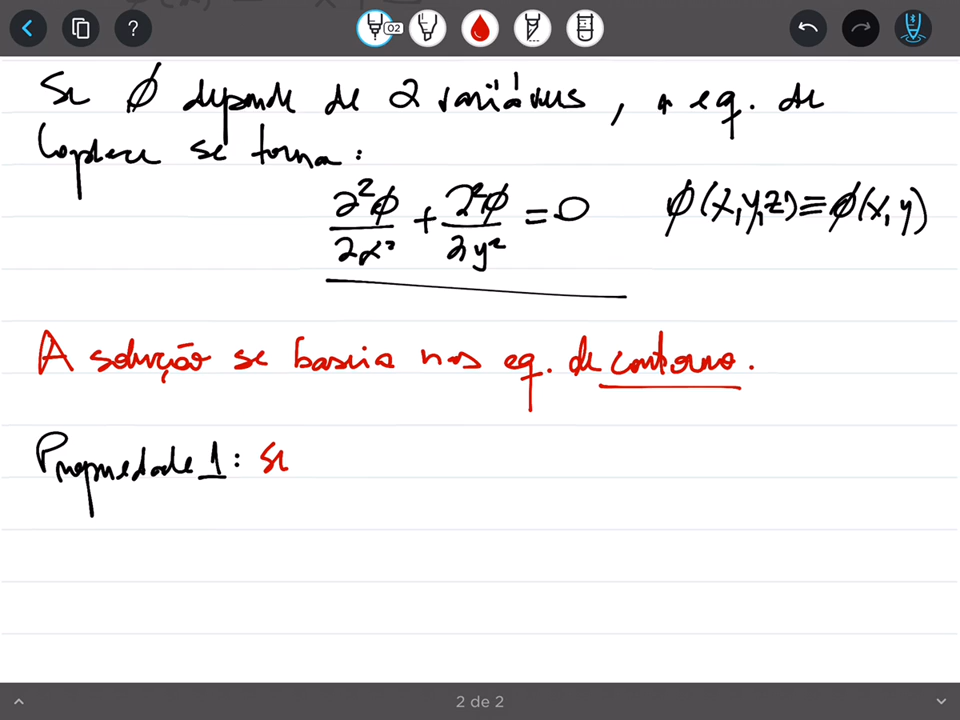 Se ϕ depende de 2 variáveis, a eq. de
Laplace se torna:
∂²ϕ/∂x² + ∂²ϕ/∂y² = 0 ϕ(x,y,z) ≡ ϕ(x,y)
A solução se baseia nas eq. de contorno.
Propriedade 1: Se
2 de 2